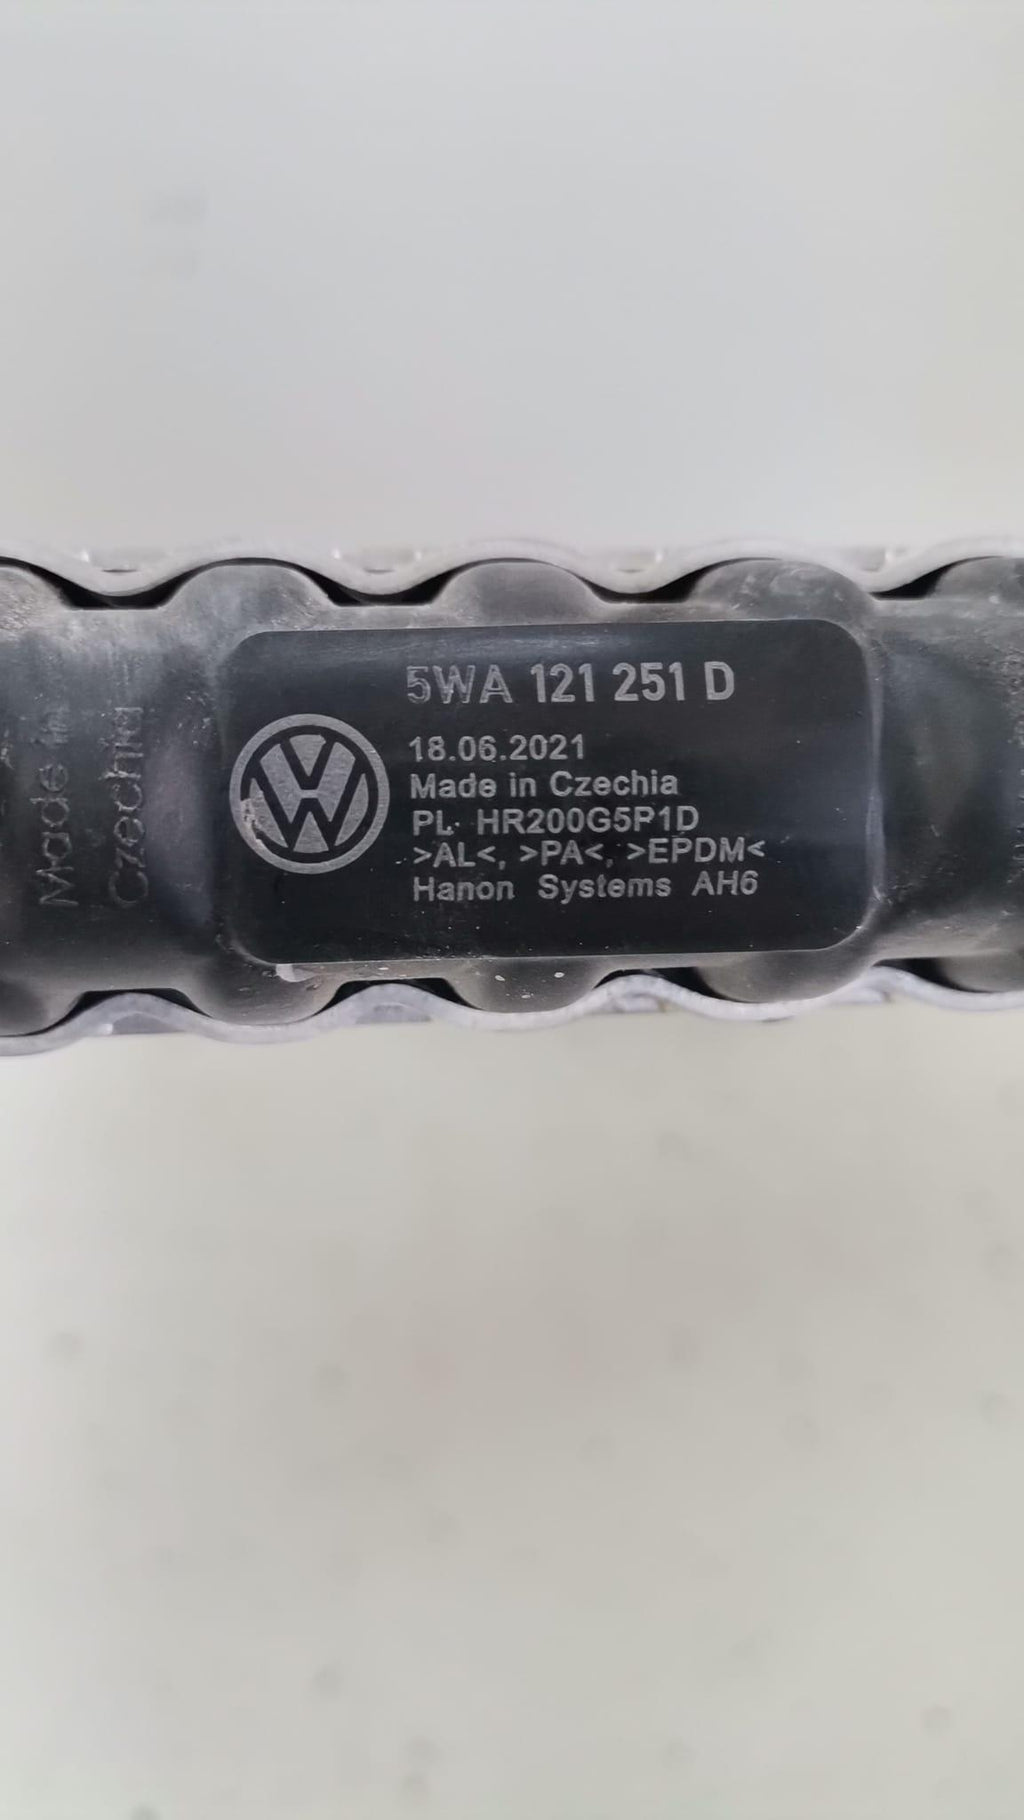 5WA 121 251 D
18.06.2021
Made in Czechia
PL: HR200G5P1D
>AL<, >PA<, >EPDM<
Hanon Systems AH6
Made in
Czechia